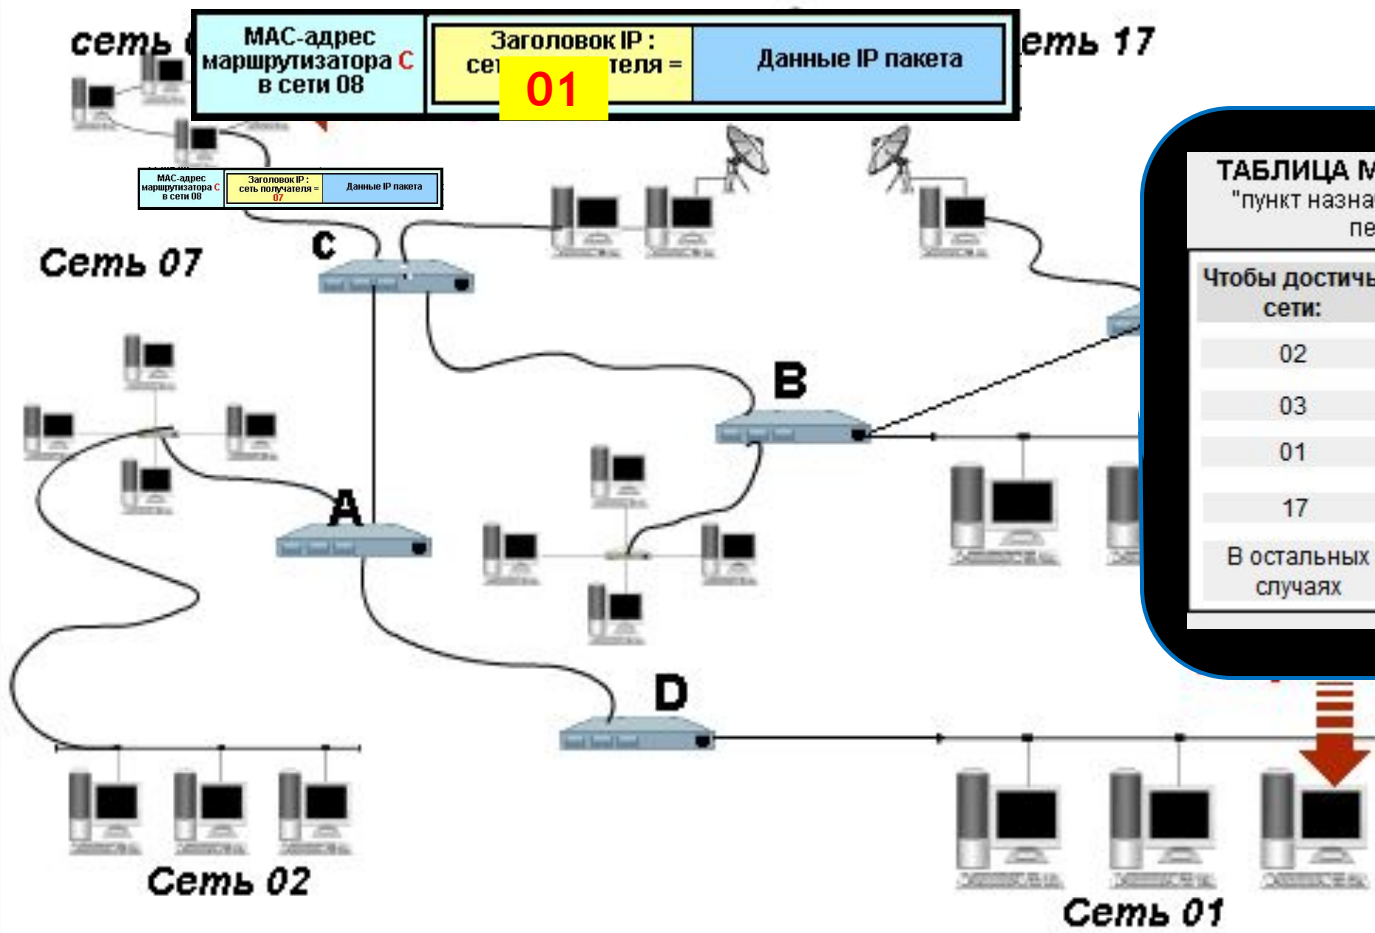 сеть
МАС-адрес
маршрутизатора С
в сети 08
Заголовок IP :
сет теля =
01
Данные IP пакета
еть 17
МАС-адрес
маршрутизатора С
в сети 08
Заголовок IP :
сеть получателя =
07
Данные IP пакета
Сеть 07
C
B
A
D
ТАБЛИЦА М
"пункт назна
пе
Чтобы достичь
сети:
02
03
01
17
В остальных
случаях
Сеть 02
Сеть 01